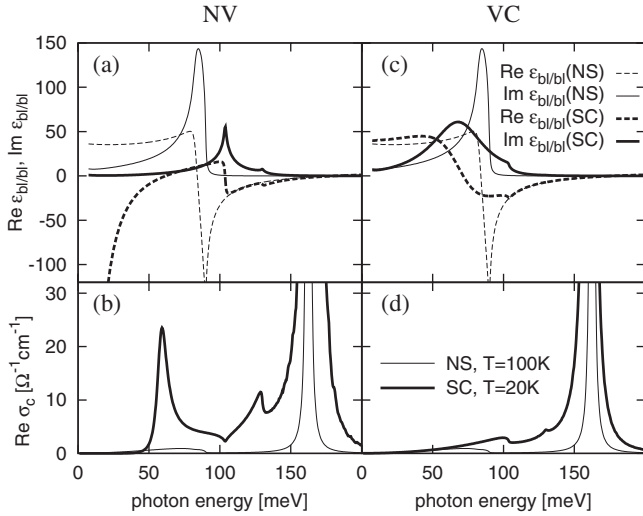 NV VC
150
100
50
0
-50
-100
Re ε_bl/bl, Im ε_bl/bl
(a)
(c)
Re ε_bl/bl(NS)
Im ε_bl/bl(NS)
Re ε_bl/bl(SC)
Im ε_bl/bl(SC)
30
20
10
0
Re σ_c [Ω⁻¹cm⁻¹]
(b)
(d)
NS, T=100K
SC, T=20K
0 50 100 150 0 50 100 150
photon energy [meV] photon energy [meV]